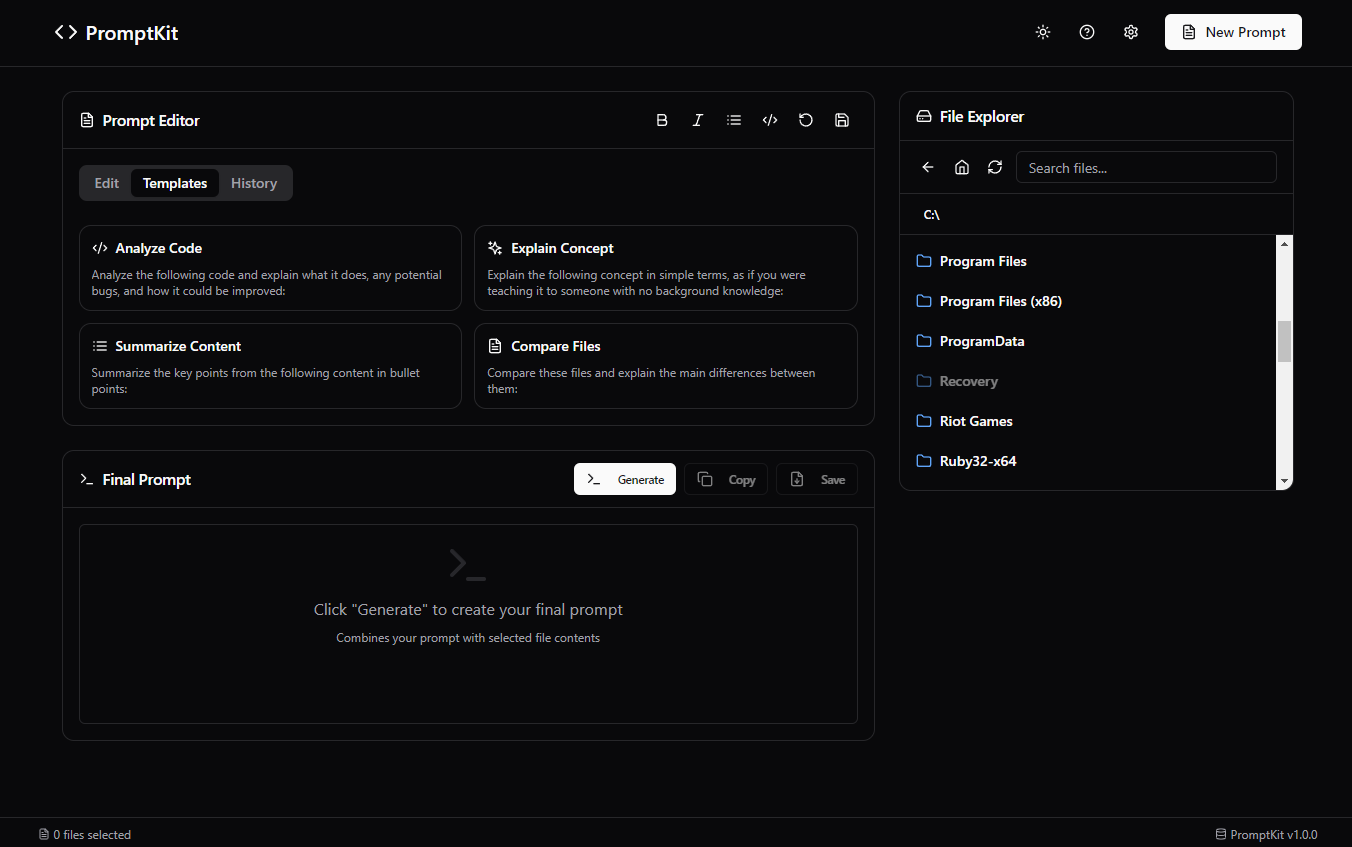 PromptKit
New Prompt
Prompt Editor
Edit
Templates
History
Analyze Code
Analyze the following code and explain what it does, any potential
bugs, and how it could be improved:
Explain Concept
Explain the following concept in simple terms, as if you were
teaching it to someone with no background knowledge:
Summarize Content
Summarize the key points from the following content in bullet
points:
Compare Files
Compare these files and explain the main differences between
them:
Final Prompt
Generate
Copy
Save
Click "Generate" to create your final prompt
Combines your prompt with selected file contents
File Explorer
Search files...
C:\
Program Files
Program Files (x86)
ProgramData
Recovery
Riot Games
Ruby32-x64
0 files selected
PromptKit v1.0.0